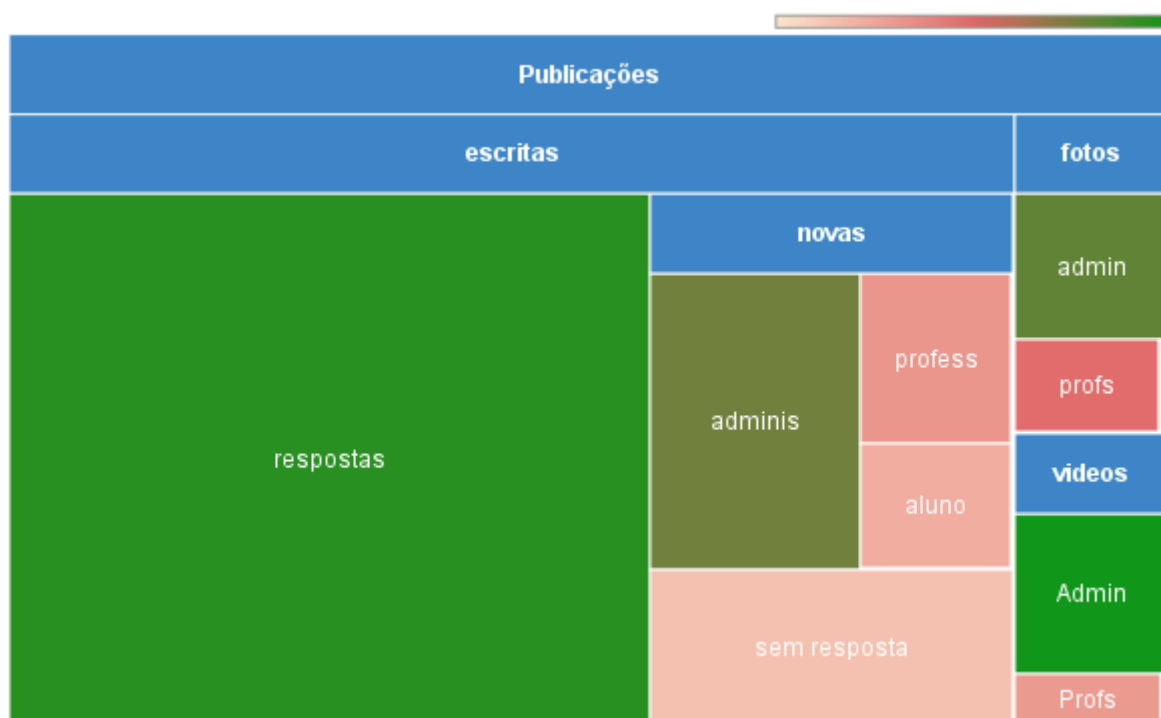 Publicações
escritas
fotos
novas
admin
profess
profs
adminis
respostas
videos
aluno
Admin
sem resposta
Profs